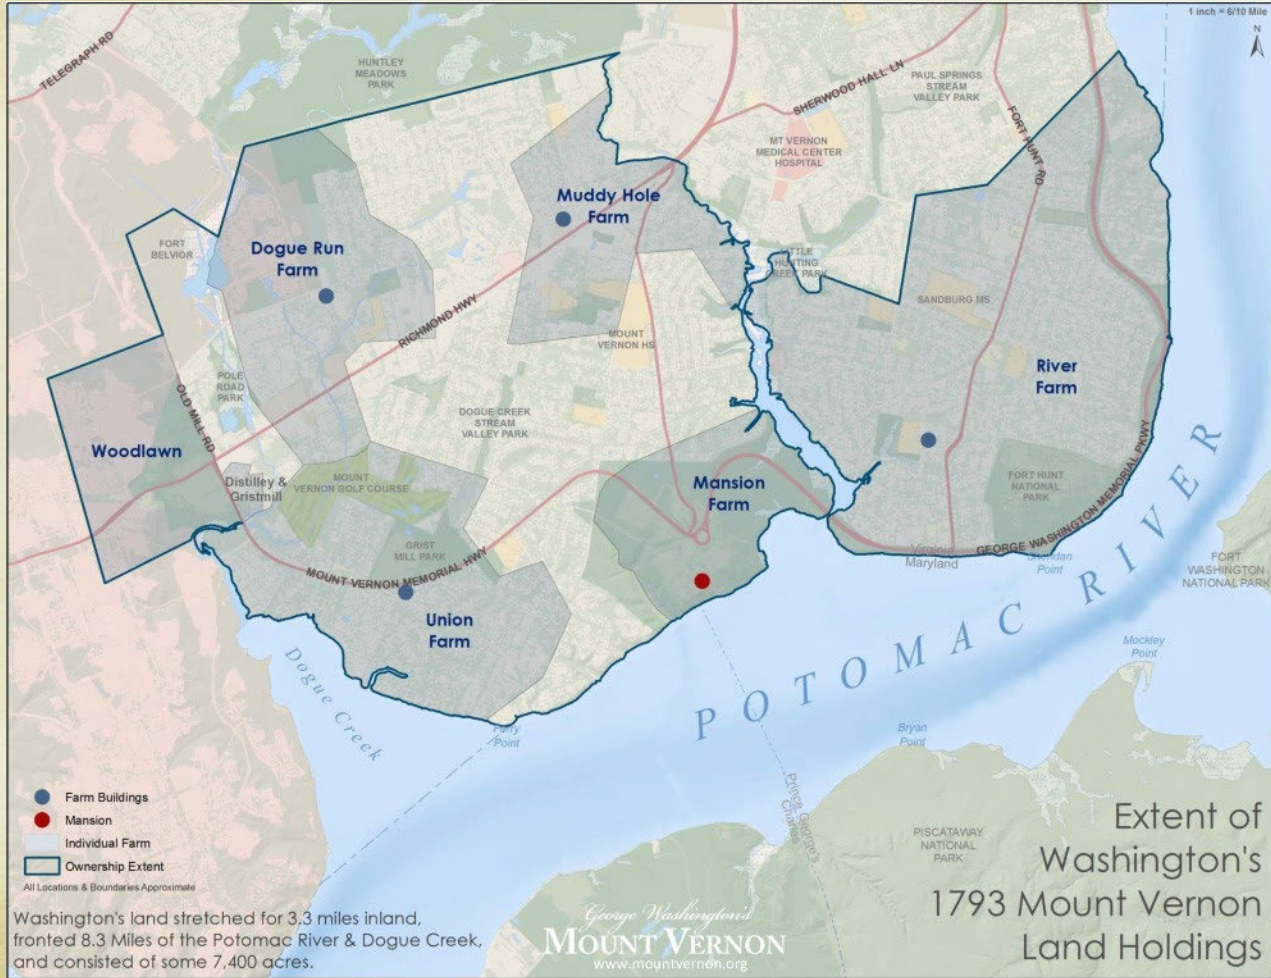 1 inch = 6/10 Mile
N
TELEGRAPH RD
HUNTLEY
MEADOWS
PARK
SHERWOOD HALL LN
PAUL SPRINGS
STREAM
VALLEY PARK
FORT HUNT RD
MT VERNON
MEDICAL CENTER
HOSPITAL
Muddy Hole
Farm
FORT
BELVIOR
Dogue Run
Farm
LITTLE
HUNTING
CREEK PARK
SANDBURG MS
RICHMOND HWY
MOUNT
VERNON HS
River
Farm
POLE
ROAD
PARK
OLD MILL RD
DOGUE CREEK
STREAM
VALLEY PARK
Woodlawn
Distilley &
Gristmill
MOUNT
VERNON GOLF COURSE
Mansion
Farm
FORT HUNT
NATIONAL
PARK
GEORGE WASHINGTON MEMORIAL PKWY
GRIST
MILL PARK
MOUNT VERNON MEMORIAL HWY
Virginia
Maryland
Sheridan
Point
FORT
WASHINGTON
NATIONAL PARK
Union
Farm
POTOMAC RIVER
Mockley
Point
Dogue Creek
Ferry
Point
Bryan
Point
Prince George's
Charles
PISCATAWAY
NATIONAL
PARK
Farm Buildings
Mansion
Individual Farm
Ownership Extent
All Locations & Boundaries Approximate
Washington's land stretched for 3.3 miles inland,
fronted 8.3 Miles of the Potomac River & Dogue Creek,
and consisted of some 7,400 acres.
George Washington's
MOUNT VERNON
www.mountvernon.org
Extent of
Washington's
1793 Mount Vernon
Land Holdings